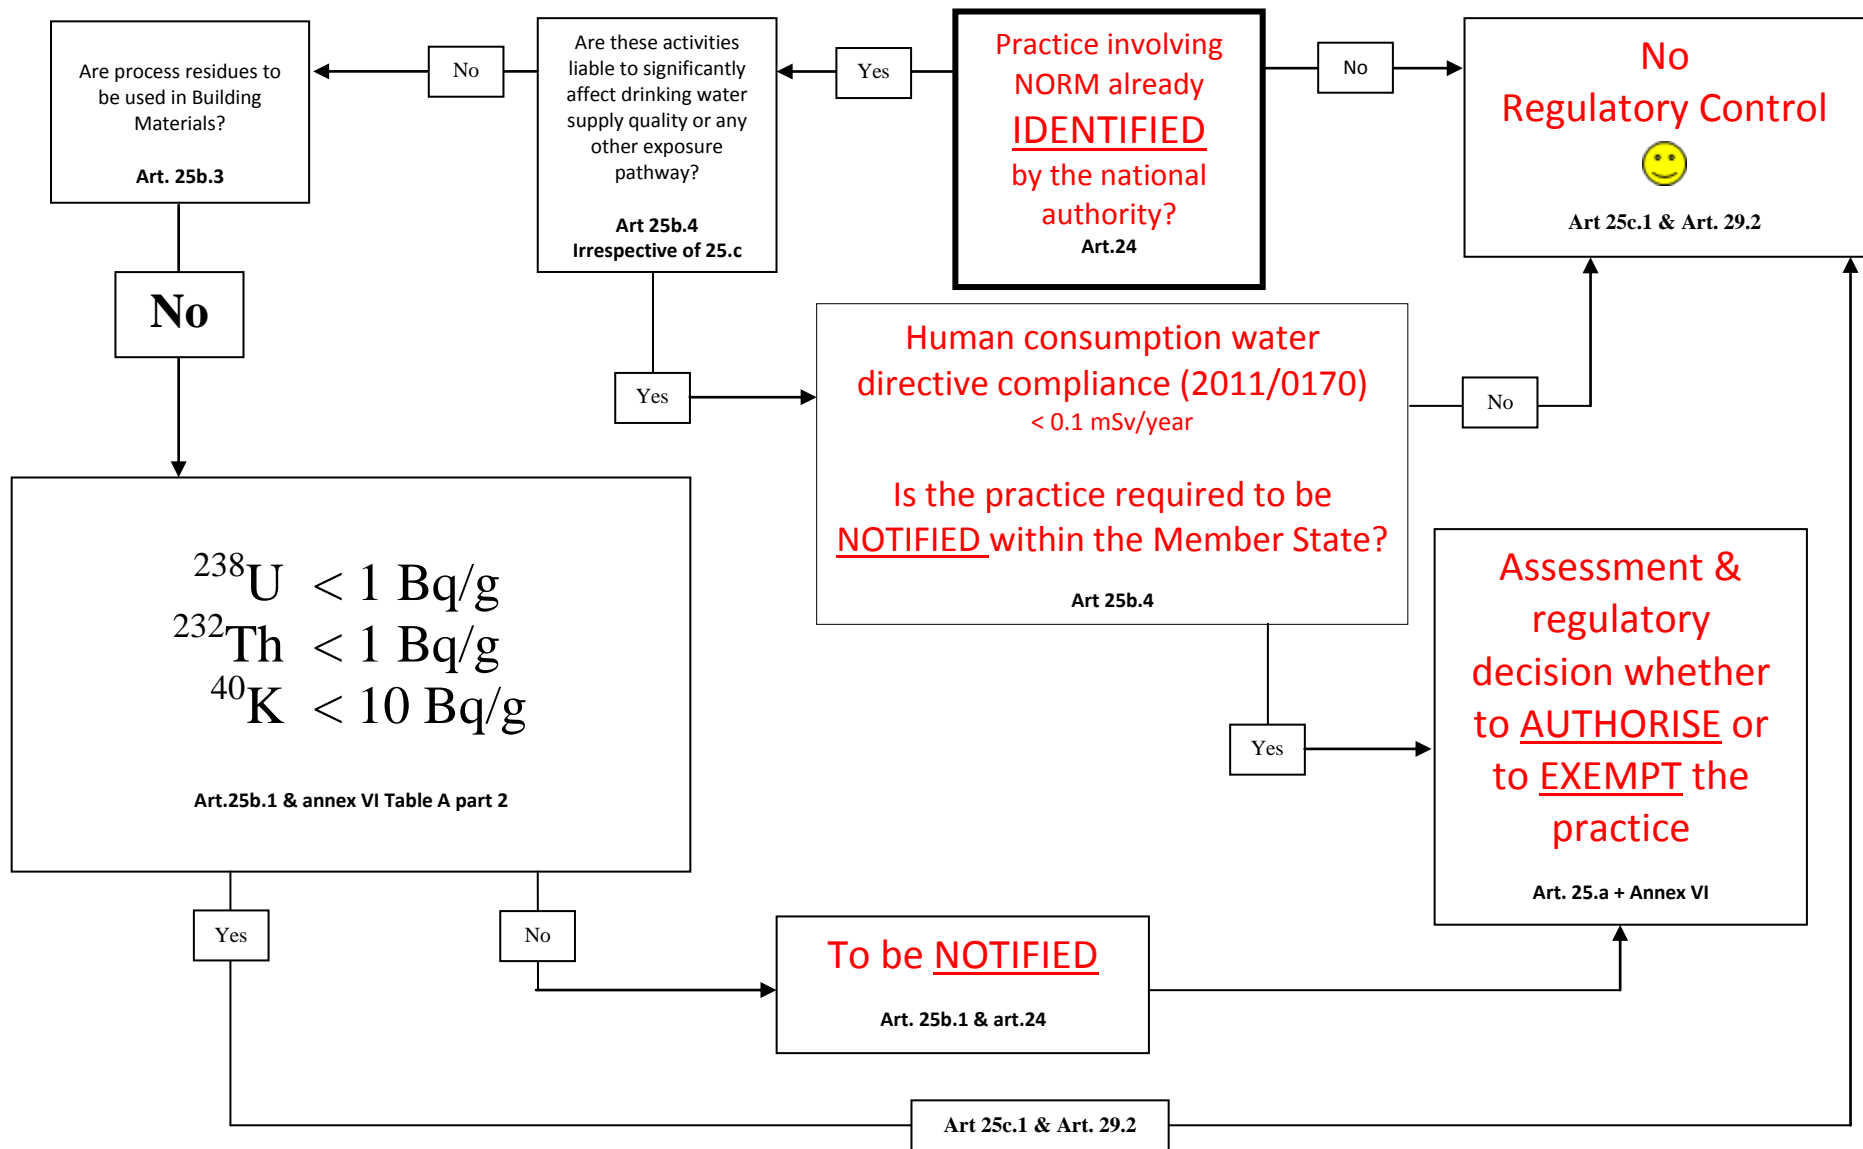 Are process residues to
be used in Building
Materials?
Art. 25b.3
No
Are these activities
liable to significantly
affect drinking water
supply quality or any
other exposure
pathway?
Art 25b.4
Irrespective of 25.c
Yes
Practice involving
NORM already
IDENTIFIED
by the national
authority?
Art.24
No
No
Regulatory Control
Art 25c.1 & Art. 29.2
No
Yes
Human consumption water
directive compliance (2011/0170)
< 0.1 mSv/year
Is the practice required to be
NOTIFIED within the Member State?
Art 25b.4
No
Yes
²³⁸U < 1 Bq/g
²³²Th < 1 Bq/g
⁴⁰K < 10 Bq/g
Art.25b.1 & annex VI Table A part 2
Assessment &
regulatory
decision whether
to AUTHORISE or
to EXEMPT the
practice
Art. 25.a + Annex VI
Yes
No
To be NOTIFIED
Art. 25b.1 & art.24
Art 25c.1 & Art. 29.2